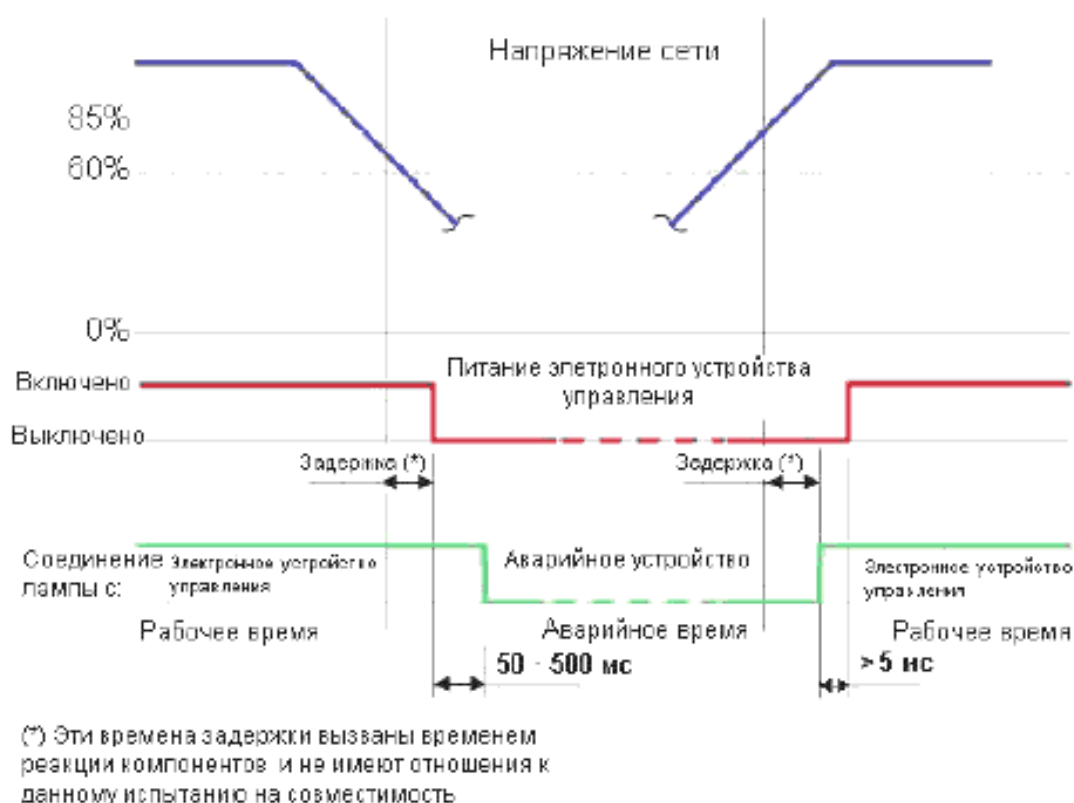 Напряжение сети
85%
60%
0%
Включено
Питание элетронного устройства
управления
Выключено
Задержка (*)
Задержка (*)
Соединение
лампы с:
Электронное устройство
управления
Аварийное устройство
Электронное устройство
управления
Рабочее время
Аварийное время
Рабочее время
50 - 500 мс
> 5 мс
(*) Эти времена задержки вызваны временем
реакции компонентов и не имеют отношения к
данному испытанию на совместимость